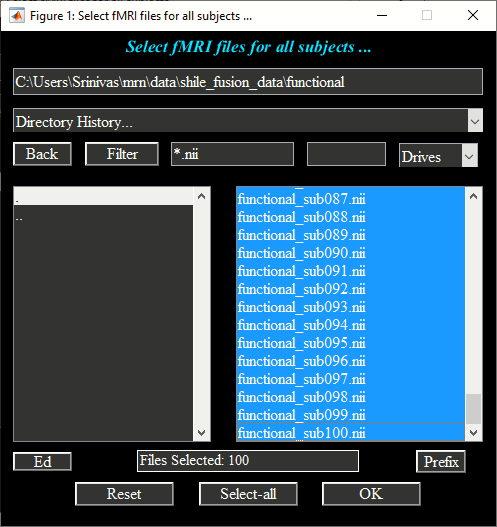 Figure 1: Select fMRI files for all subjects ...
Select fMRI files for all subjects ...
C:\Users\Srinivas\mrn\data\shile_fusion_data\functional
Directory History...
Back
Filter
*.nii
Drives
.
..
functional_sub087.nii
functional_sub088.nii
functional_sub089.nii
functional_sub090.nii
functional_sub091.nii
functional_sub092.nii
functional_sub093.nii
functional_sub094.nii
functional_sub095.nii
functional_sub096.nii
functional_sub097.nii
functional_sub098.nii
functional_sub099.nii
functional_sub100.nii
Ed
Files Selected: 100
Prefix
Reset
Select-all
OK